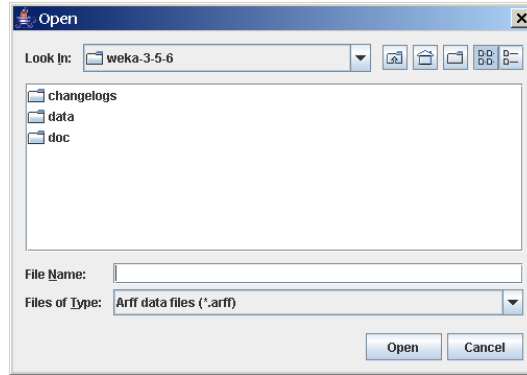 Open
Look In: weka-3-5-6
changelogs
data
doc
File Name:
Files of Type: Arff data files (*.arff)
Open Cancel